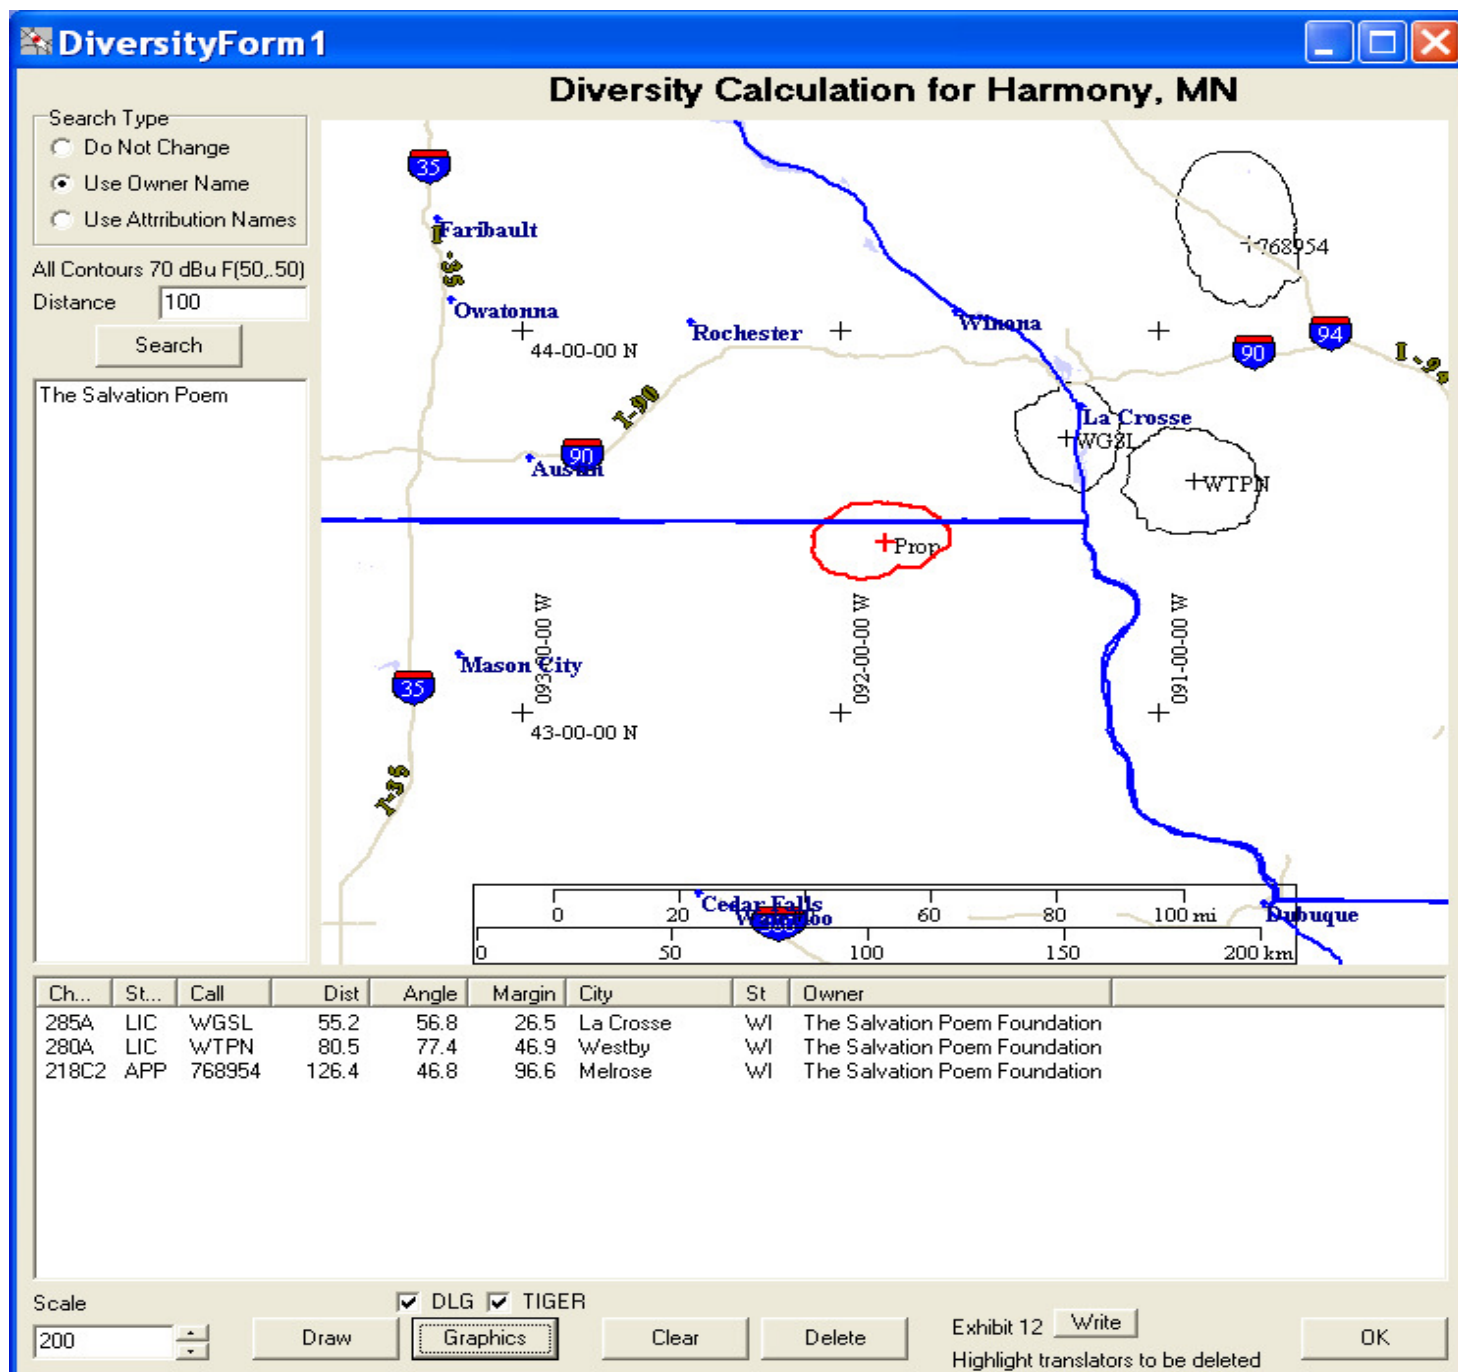 DiversityForm1
Diversity Calculation for Harmony, MN
Search Type
Do Not Change
Use Owner Name
Use Attrribution Names
All Contours 70 dBu F(50,.50)
Distance 100
Search
The Salvation Poem
35
Faribault
I-35
Owatonna
44-00-00 N
Rochester
Winona
768954
90
94
I-94
I-90
La Crosse
WGSL
90
Austin
WTPN
Prop
093-00-00 W
092-00-00 W
091-00-00 W
Mason City
35
43-00-00 N
I-35
Cedar Falls
0 20 60 80 100 mi
Waterloo
Dubuque
0 50 100 150 200 km
Ch... St... Call Dist Angle Margin City St Owner
285A LIC WGSL 55.2 56.8 26.5 La Crosse WI The Salvation Poem Foundation
280A LIC WTPN 80.5 77.4 46.9 Westby WI The Salvation Poem Foundation
218C2 APP 768954 126.4 46.8 96.6 Melrose WI The Salvation Poem Foundation
Scale
DLG TIGER
200
Draw
Graphics
Clear
Delete
Exhibit 12 Write
Highlight translators to be deleted
OK